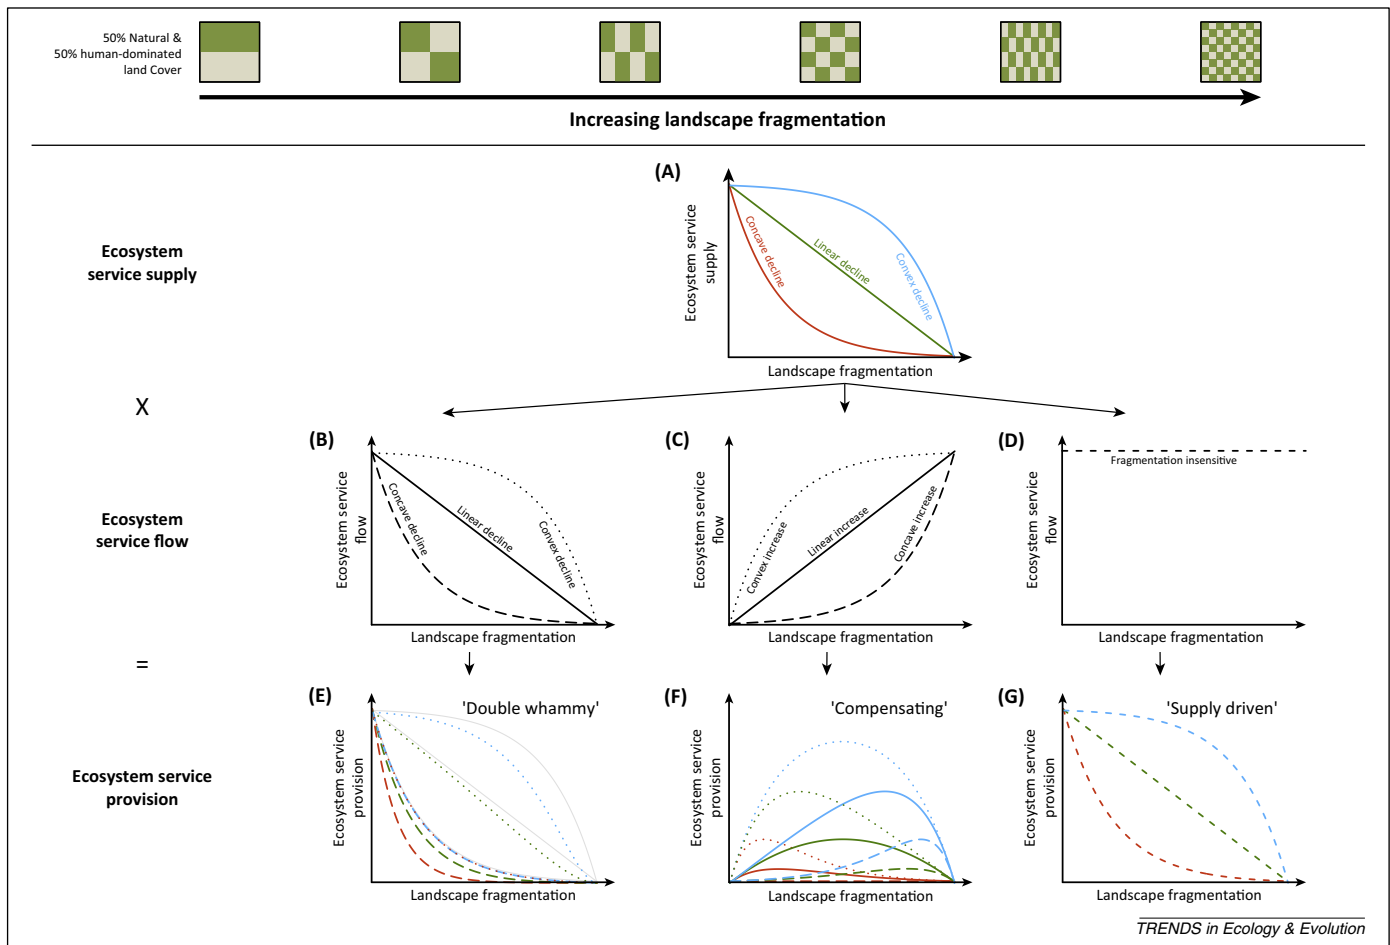 50% Natural &
50% human-dominated
land Cover
Increasing landscape fragmentation
(A)
Ecosystem service
supply
Concave decline
Linear decline
Convex decline
Landscape fragmentation
Ecosystem
service supply
X
(B)
Ecosystem service
flow
Concave decline
Linear decline
Convex decline
Landscape fragmentation
(C)
Ecosystem service
flow
Convex increase
Linear increase
Concave increase
Landscape fragmentation
(D)
Ecosystem service
flow
Fragmentation insensitive
Landscape fragmentation
Ecosystem
service flow
=
(E)
'Double whammy'
Ecosystem service
provision
Landscape fragmentation
(F)
'Compensating'
Ecosystem service
provision
Landscape fragmentation
(G)
'Supply driven'
Ecosystem service
provision
Landscape fragmentation
Ecosystem service
provision
TRENDS in Ecology & Evolution